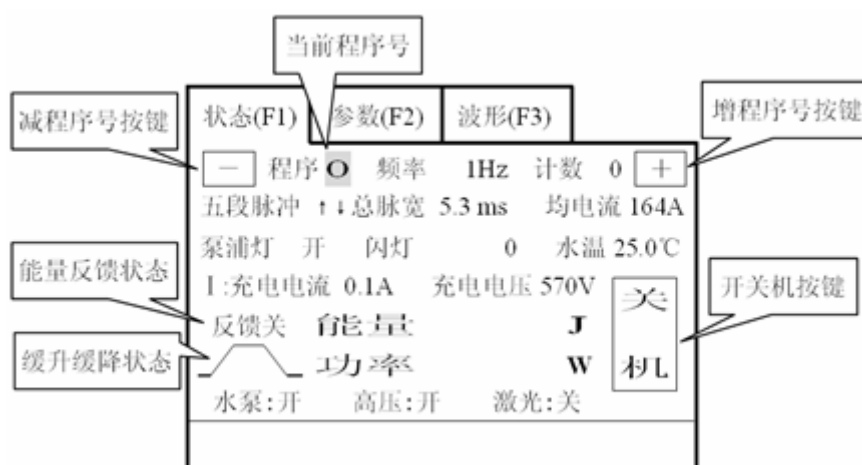 当前程序号
减程序号按键
增程序号按键
状态(F1) 参数(F2) 波形(F3)
－ 程序 O 频率 1Hz 计数 0 ＋
五段脉冲 ↑↓总脉宽 5.3 ms 均电流 164A
泵浦灯 开 闪灯 0 水温 25.0℃
能量反馈状态
I:充电电流 0.1A 充电电压 570V
关机
开关机按键
反馈关 能量 J
缓升缓降状态
功率 W
水泵:开 高压:开 激光:关